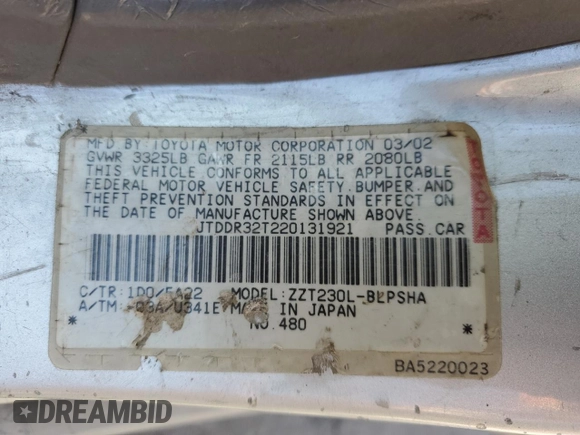 MFD BY:TOYOTA MOTOR CORPORATION 03/02
GVWR 3325LB GAWR FR 2115LB RR 2080LB
THIS VEHICLE CONFORMS TO ALL APPLICABLE
FEDERAL MOTOR VEHICLE SAFETY,BUMPER,AND
THEFT PREVENTION STANDARDS IN EFFECT ON
THE DATE OF MANUFACTURE SHOWN ABOVE.
JTDDR32T220131921 PASS.CAR
TOYOTA
C/TR:1D0/FA22 MODEL:ZZT230L-BLPSHA
A/TM: U341E MADE IN JAPAN
* NO.480 *
BA5220023
DREAMBID